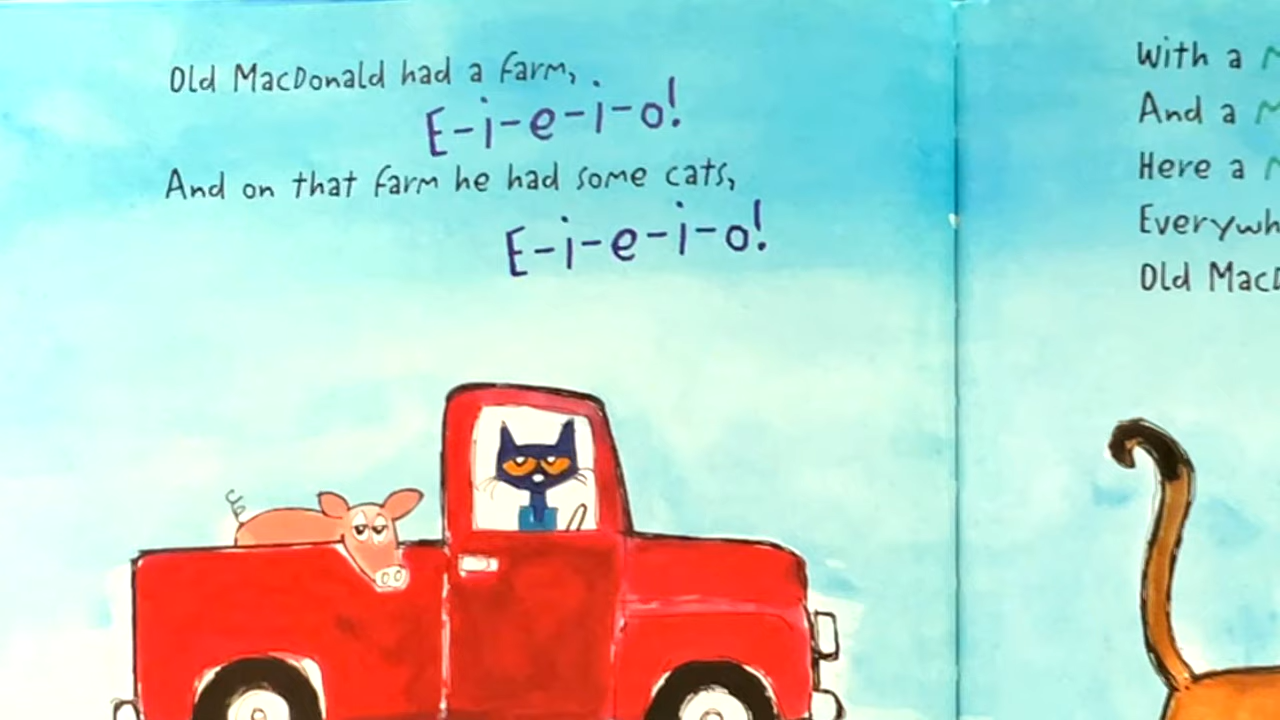 Old MacDonald had a farm,
E-i-e-i-o!
And on that farm he had some cats,
E-i-e-i-o!
With a
And a
Here a
Old